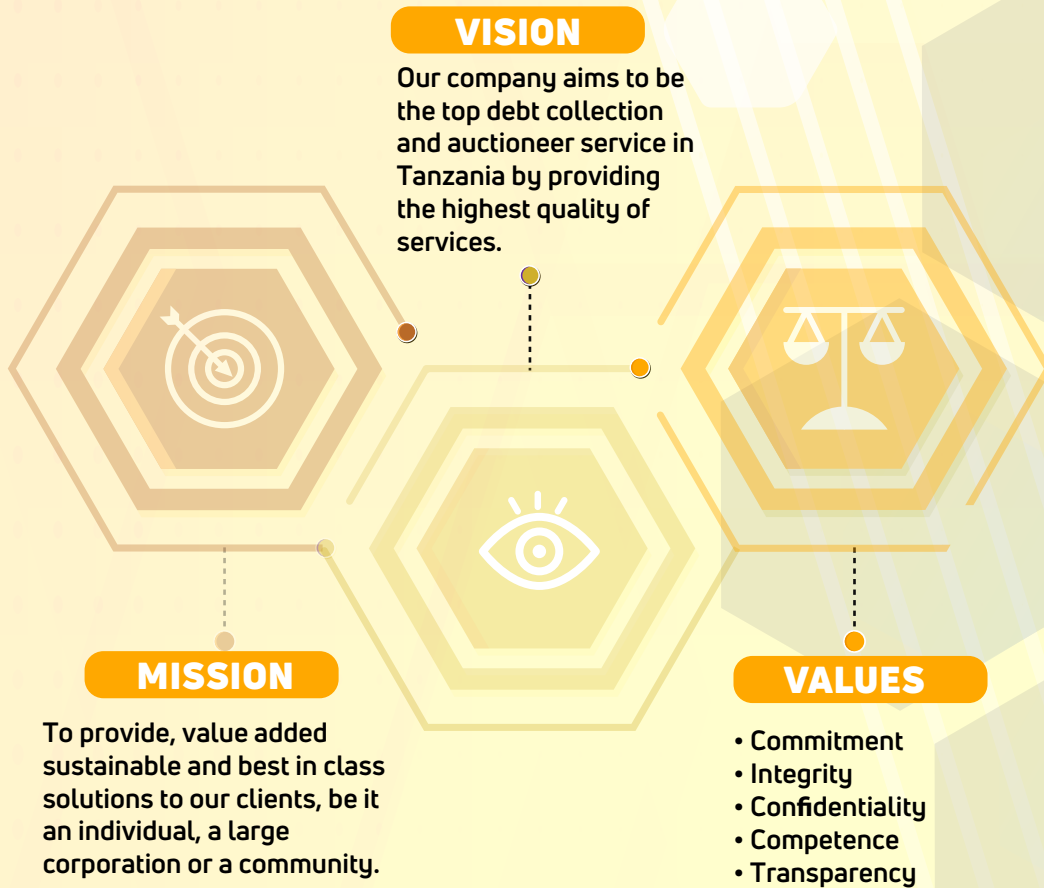 VISION
Our company aims to be
the top debt collection
and auctioneer service in
Tanzania by providing
the highest quality of
services.
MISSION
To provide, value added
sustainable and best in class
solutions to our clients, be it
an individual, a large
corporation or a community.
VALUES
• Commitment
• Integrity
• Confidentiality
• Competence
• Transparency